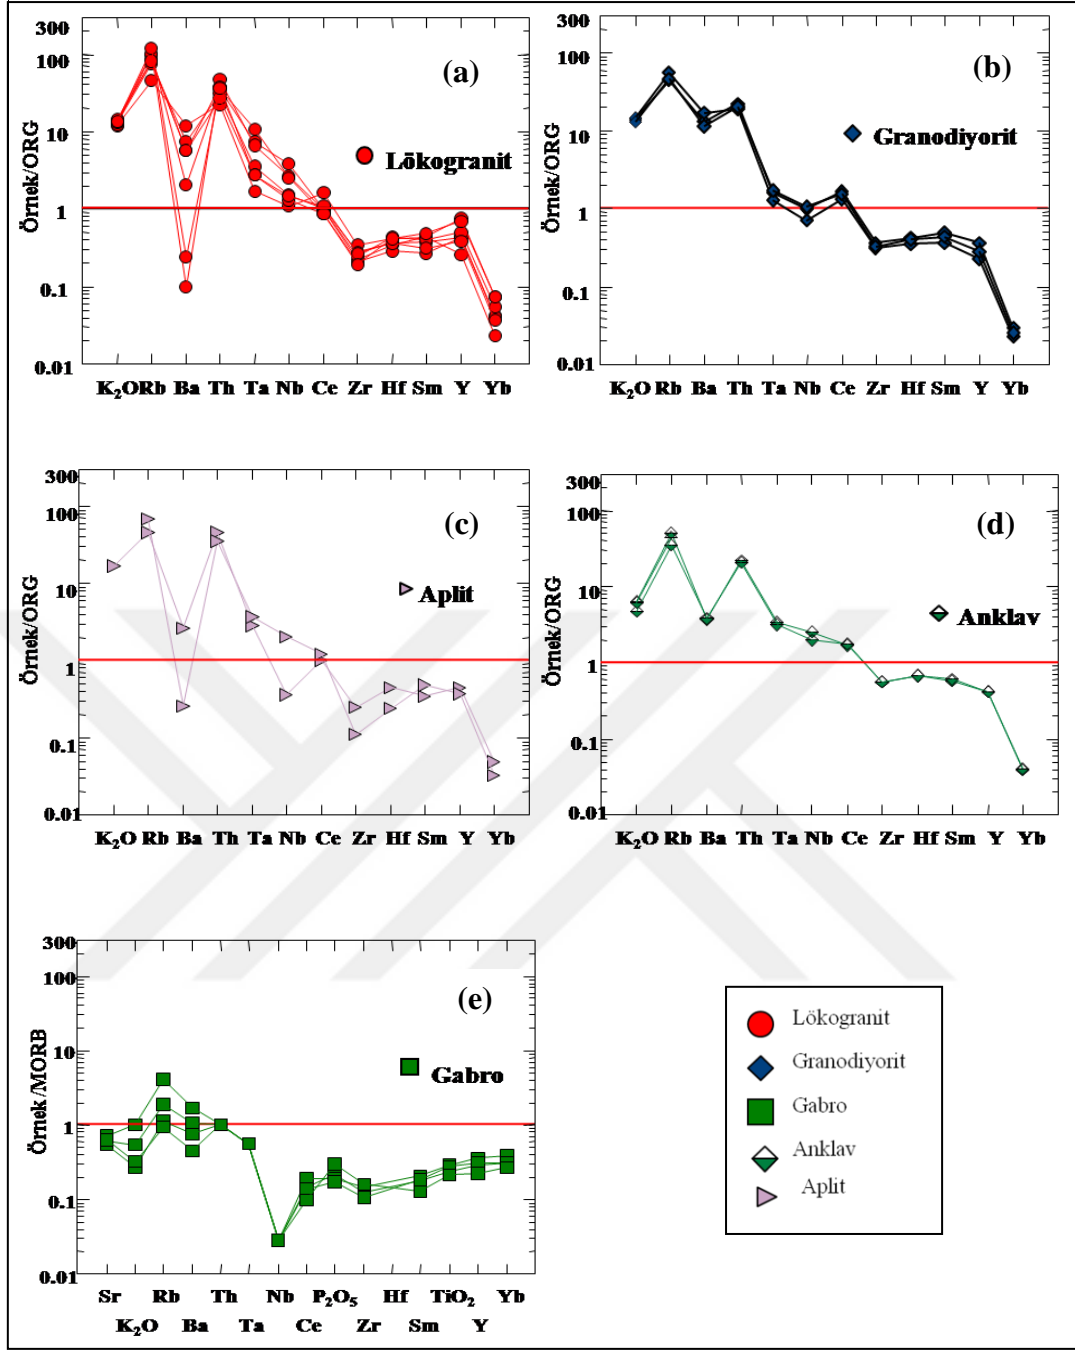 300
100
10
1
0.1
0.01
Örnek/ORG
(a)
Lökogranit
K₂O Rb Ba Th Ta Nb Ce Zr Hf Sm Y Yb
300
100
10
1
0.1
0.01
Örnek/ORG
(b)
Granodiyorit
K₂O Rb Ba Th Ta Nb Ce Zr Hf Sm Y Yb
300
100
10
1
0.1
0.01
Örnek/ORG
(c)
Aplit
K₂O Rb Ba Th Ta Nb Ce Zr Hf Sm Y Yb
300
100
10
1
0.1
0.01
Örnek/ORG
(d)
Anklav
K₂O Rb Ba Th Ta Nb Ce Zr Hf Sm Y Yb
300
100
10
1
0.1
0.01
Örnek/MORB
(e)
Gabro
Sr Rb Th Nb P₂O₅ Hf TiO₂ Yb
K₂O Ba Ta Ce Zr Sm Y
Lökogranit
Granodiyorit
Gabro
Anklav
Aplit